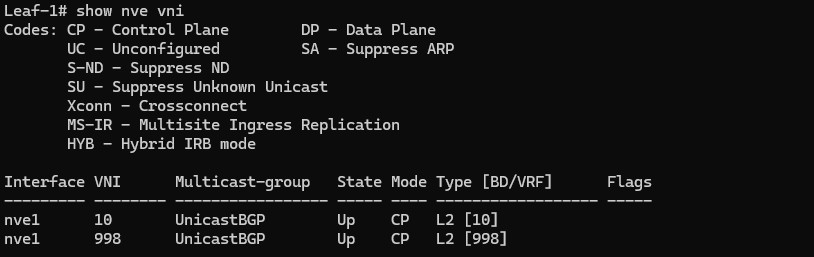 Leaf-1# show nve vni
Codes: CP - Control Plane        DP - Data Plane
       UC - Unconfigured         SA - Suppress ARP
       S-ND - Suppress ND
       SU - Suppress Unknown Unicast
       Xconn - Crossconnect
       MS-IR - Multisite Ingress Replication
       HYB - Hybrid IRB mode

Interface VNI      Multicast-group   State Mode Type [BD/VRF]      Flags
--------- -------- ----------------- ----- ---- ------------------ -----
nve1      10       UnicastBGP        Up    CP   L2 [10]
nve1      998      UnicastBGP        Up    CP   L2 [998]